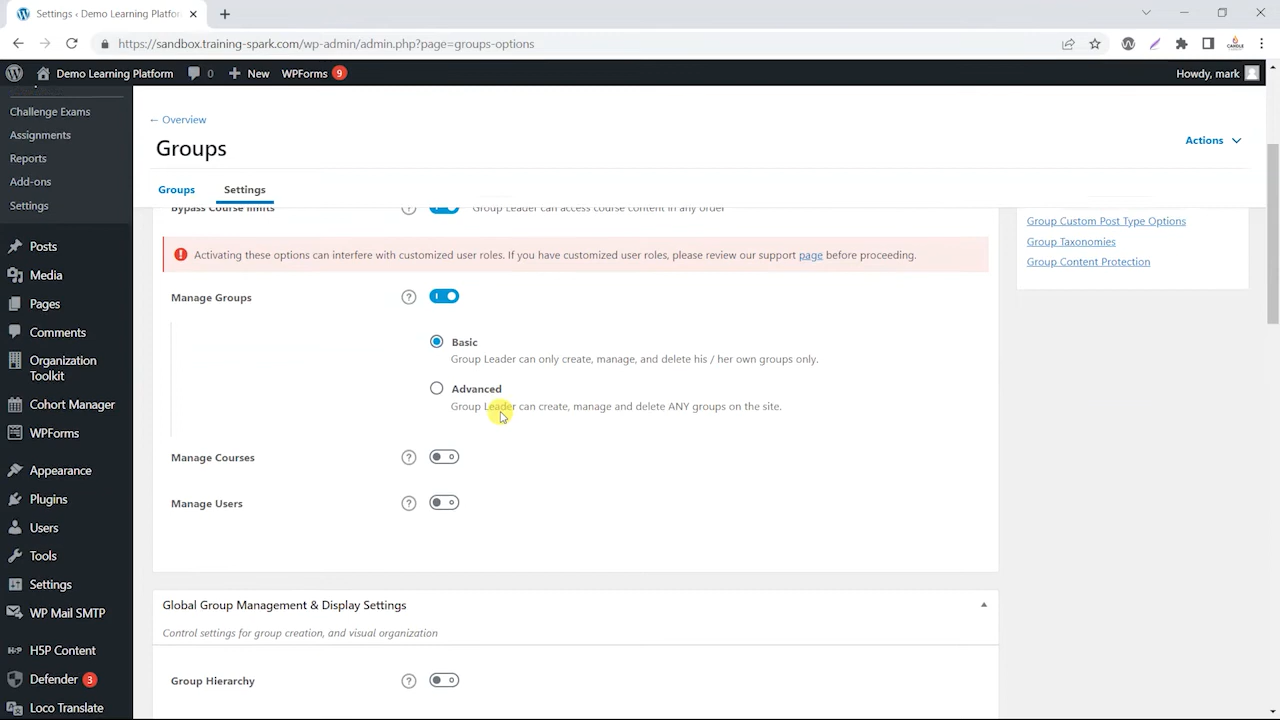 Settings ‹ Demo Learning Platfor
https://sandbox.training-spark.com/wp-admin/admin.php?page=groups-options
Demo Learning Platform
0
New
WPForms 9
Howdy, mark
Challenge Exams
Assignments
Reports
Add-ons
Settings
Posts
Media
Pages
Comments
Organization
Toolkit
Cohort Manager
WPForms
Appearance
Plugins
Users
Tools
Settings
WP Mail SMTP
H5P Content
Defender 3
Loco Translate
← Overview
Groups
Actions
Groups
Settings
Bypass Course limits
Group Leader can access course content in any order
Activating these options can interfere with customized user roles. If you have customized user roles, please review our support page before proceeding.
Manage Groups
Basic
Group Leader can only create, manage, and delete his / her own groups only.
Advanced
Group Leader can create, manage and delete ANY groups on the site.
Manage Courses
Manage Users
Global Group Management & Display Settings
Control settings for group creation, and visual organization
Group Hierarchy
Group Custom Post Type Options
Group Taxonomies
Group Content Protection